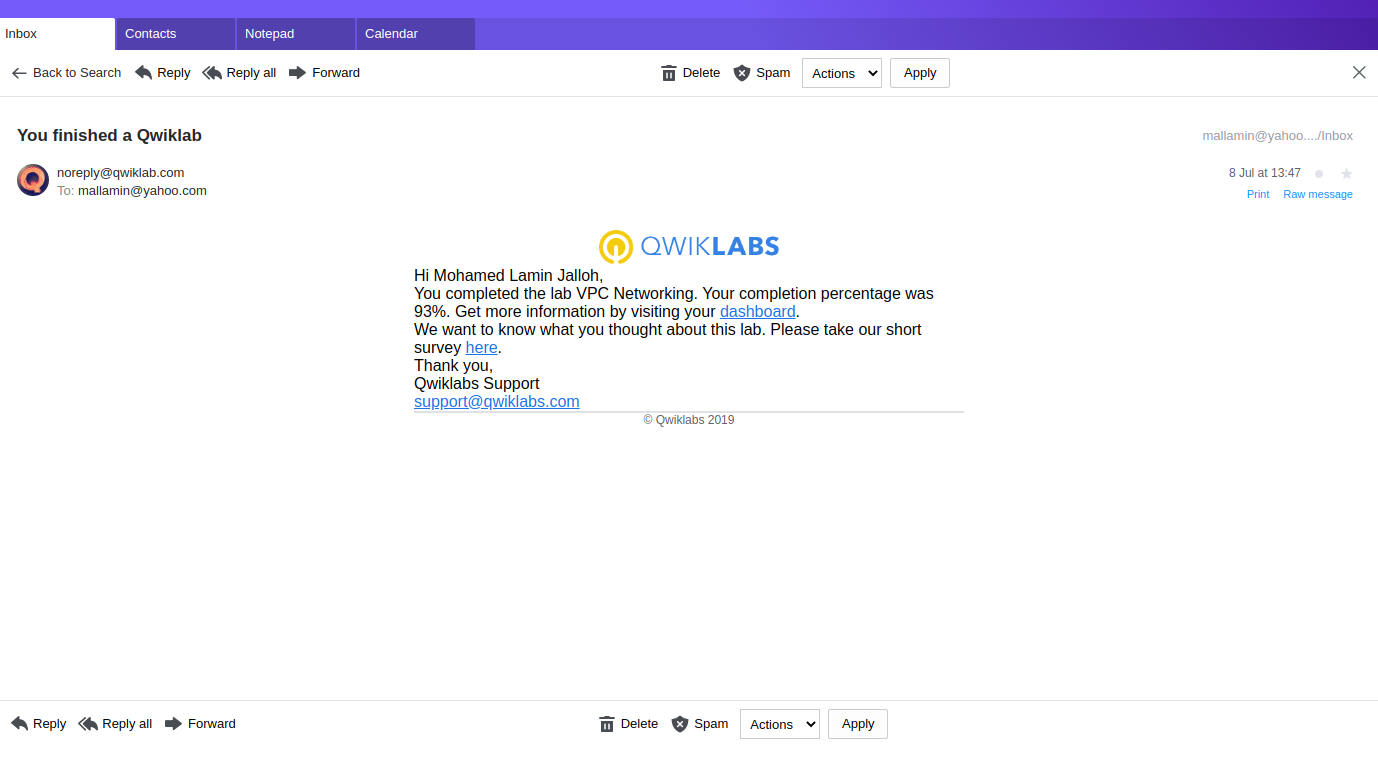 Inbox
Contacts
Notepad
Calendar
Back to Search
Reply
Reply all
Forward
Delete
Spam
Actions
Apply
You finished a Qwiklab
mallamin@yahoo..../Inbox
noreply@qwiklab.com
8 Jul at 13:47
To: mallamin@yahoo.com
Print
Raw message
QWIKLABS
Hi Mohamed Lamin Jalloh,
You completed the lab VPC Networking. Your completion percentage was
93%. Get more information by visiting your dashboard.
We want to know what you thought about this lab. Please take our short
survey here.
Thank you,
Qwiklabs Support
support@qwiklabs.com
© Qwiklabs 2019
Reply
Reply all
Forward
Delete
Spam
Actions
Apply